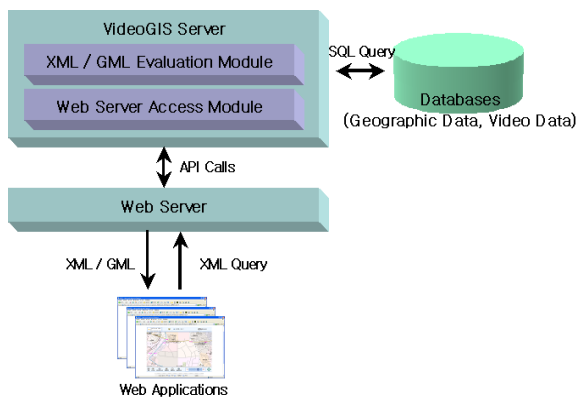 VideoGIS Server
XML / GML Evaluation Module
Web Server Access Module
SQL Query
Databases
(Geographic Data, Video Data)
API Calls
Web Server
XML / GML
XML Query
Web Applications